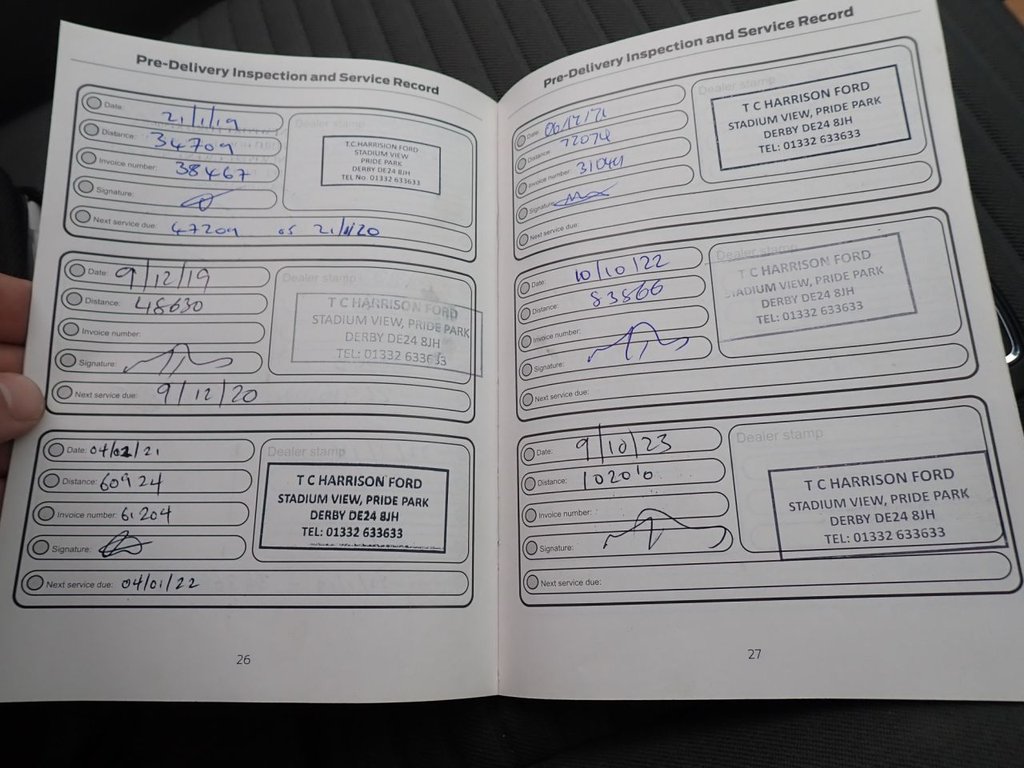 Pre-Delivery Inspection and Service Record
Date: 21/1/19
Distance: 34709
Invoice number: 38467
Signature:
Next service due: 47209 or 21/1/20
Dealer stamp
T.C.HARRISON FORD
STADIUM VIEW
PRIDE PARK
DERBY DE24 8JH
TEL No. 01332 633633
Date: 9/12/19
Distance: 48630
Invoice number:
Signature:
Next service due: 9/12/20
Dealer stamp
T C HARRISON FORD
STADIUM VIEW, PRIDE PARK
DERBY DE24 8JH
TEL: 01332 633633
Date: 04/02/21
Distance: 60924
Invoice number: 61204
Signature:
Next service due: 04/01/22
Dealer stamp
T C HARRISON FORD
STADIUM VIEW, PRIDE PARK
DERBY DE24 8JH
TEL: 01332 633633
26
Pre-Delivery Inspection and Service Record
Date: 06/12/21
Distance: 72074
Invoice number: 31044
Signature:
Next service due:
Dealer stamp
T C HARRISON FORD
STADIUM VIEW, PRIDE PARK
DERBY DE24 8JH
TEL: 01332 633633
Date: 10/10/22
Distance: 83866
Invoice number:
Signature:
Next service due:
Dealer stamp
T C HARRISON FORD
STADIUM VIEW, PRIDE PARK
DERBY DE24 8JH
TEL: 01332 633633
Date: 9/10/23
Distance: 102010
Invoice number:
Signature:
Next service due:
Dealer stamp
T C HARRISON FORD
STADIUM VIEW, PRIDE PARK
DERBY DE24 8JH
TEL: 01332 633633
27